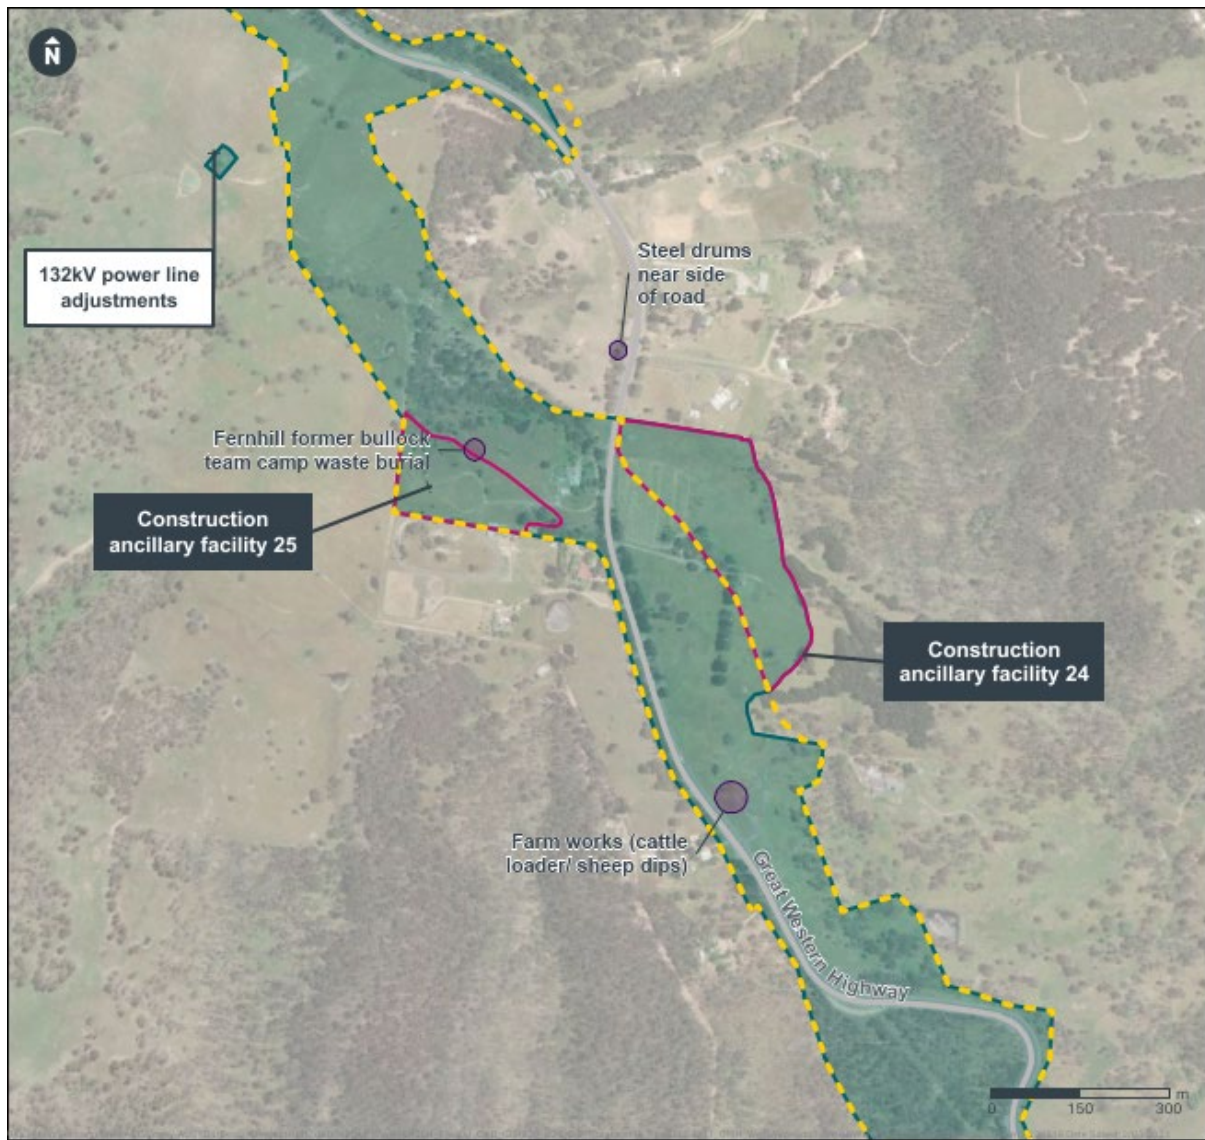 N
132kV power line
adjustments
Steel drums
near side
of road
Fernhill former bullock
team camp waste burial
Construction
ancillary facility 25
Construction
ancillary facility 24
Farm works (cattle
loader/ sheep dips)
Great Western Highway
m
0 150 300